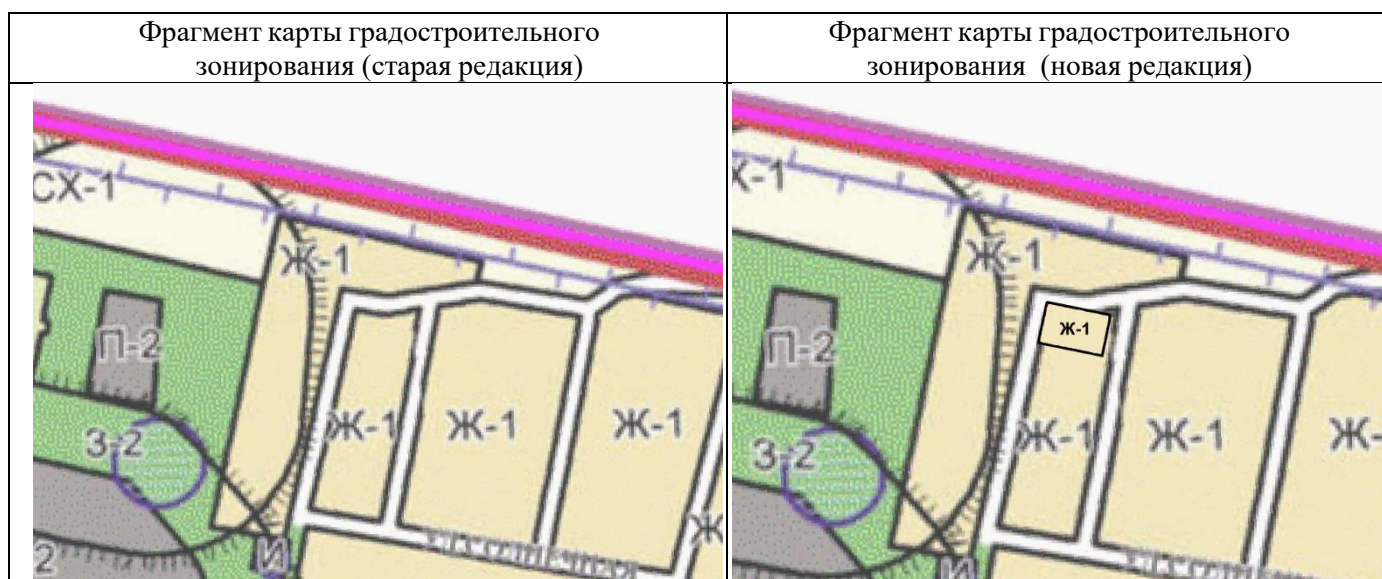 Фрагмент карты градостроительного
зонирования (старая редакция)
Фрагмент карты градостроительного
зонирования (новая редакция)
СХ-1
Ж-1
П-2
Ж-1
Ж-1
Ж-1
З-2
Ж
2
И
Х-1
Ж-1
Ж-1
П-2
Ж-1
Ж-1
Ж-
З-2
И